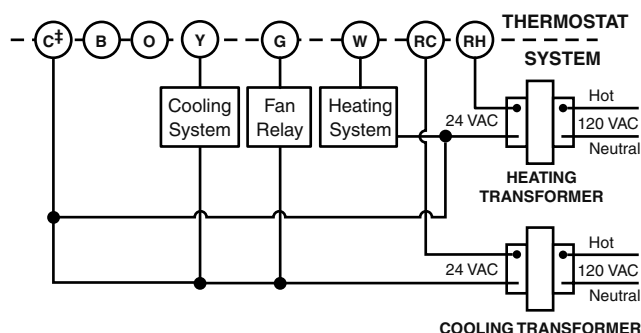 THERMOSTAT
C‡ B O Y G W RC RH
SYSTEM
Cooling
System
Fan
Relay
Heating
System
24 VAC
Hot
120 VAC
Neutral
HEATING
TRANSFORMER
24 VAC
Hot
120 VAC
Neutral
COOLING TRANSFORMER